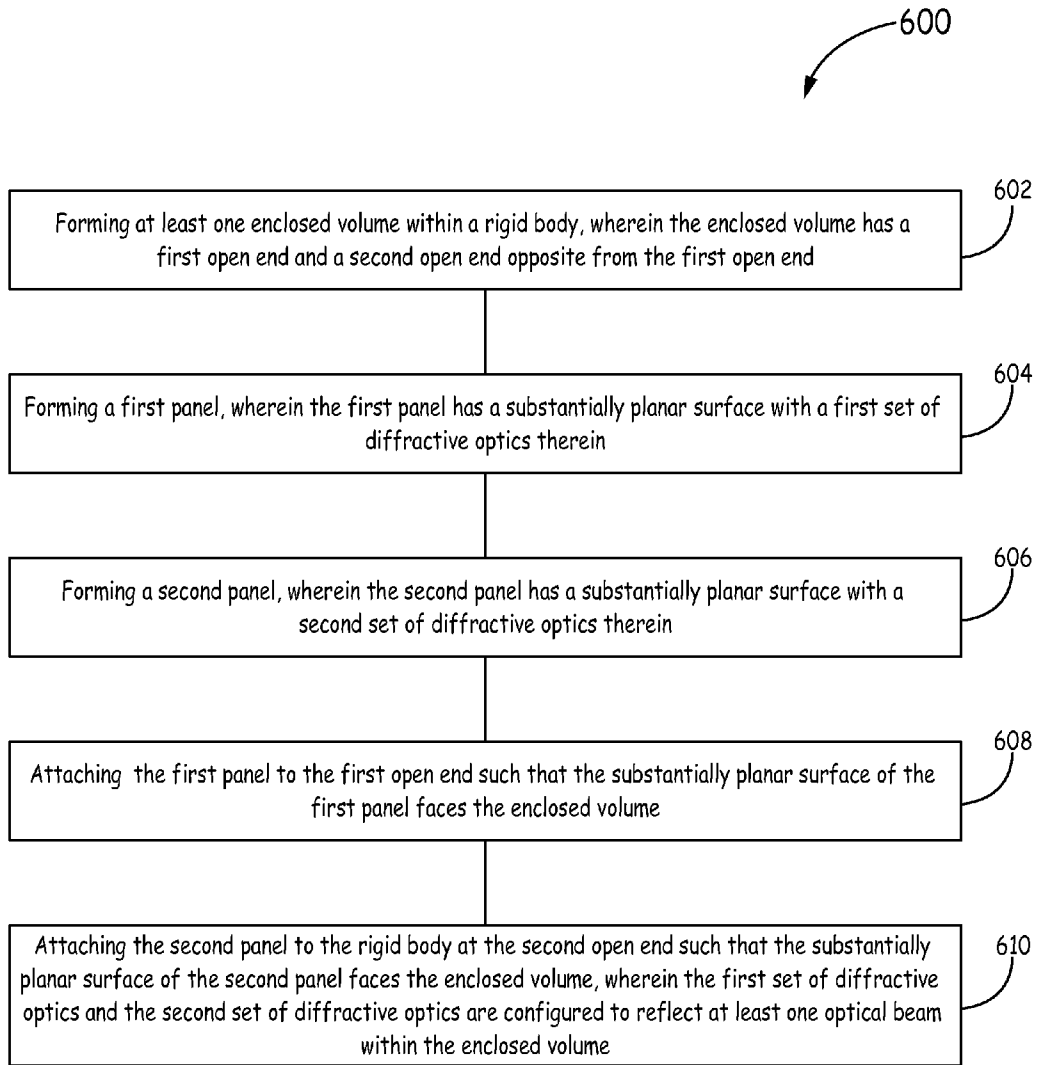 600
602
Forming at least one enclosed volume within a rigid body, wherein the enclosed volume has a
first open end and a second open end opposite from the first open end
604
Forming a first panel, wherein the first panel has a substantially planar surface with a first set of
diffractive optics therein
606
Forming a second panel, wherein the second panel has a substantially planar surface with a
second set of diffractive optics therein
608
Attaching the first panel to the first open end such that the substantially planar surface of the
first panel faces the enclosed volume
610
Attaching the second panel to the rigid body at the second open end such that the substantially
planar surface of the second panel faces the enclosed volume, wherein the first set of diffractive
optics and the second set of diffractive optics are configured to reflect at least one optical beam
within the enclosed volume